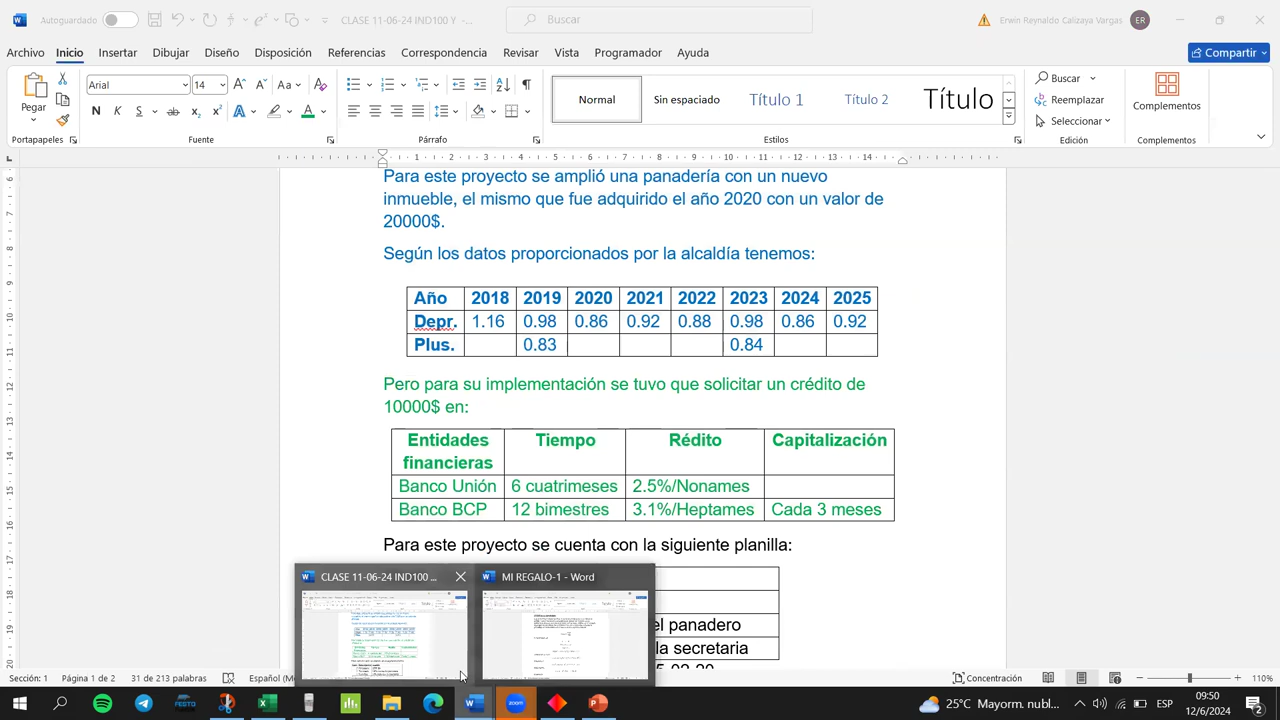 Autoguardado
CLASE 11-06-24 IND100 Y -...
Buscar
Erwin Reynaldo Calizaya Vargas
ER
Archivo Inicio Insertar Dibujar Diseño Disposición Referencias Correspondencia Revisar Vista Programador Ayuda
Compartir
Pegar
Arial 14
Normal
Sin espaciado
Título 1
Título 2
Título
Buscar
Reemplazar
Seleccionar
Complementos
Portapapeles Fuente Párrafo Estilos Edición Complementos
Para este proyecto se amplió una panadería con un nuevo
inmueble, el mismo que fue adquirido el año 2020 con un valor de
20000$.
Según los datos proporcionados por la alcaldía tenemos:
Año 2018 2019 2020 2021 2022 2023 2024 2025
Depr. 1.16 0.98 0.86 0.92 0.88 0.98 0.86 0.92
Plus. 0.83 0.84
Pero para su implementación se tuvo que solicitar un crédito de
10000$ en:
Entidades financieras Tiempo Rédito Capitalización
Banco Unión 6 cuatrimeses 2.5%/Nonames
Banco BCP 12 bimestres 3.1%/Heptames Cada 3 meses
Para este proyecto se cuenta con la siguiente planilla:
CLASE 11-06-24 IND100 ...
MI REGALO-1 - Word
el panadero
la secretaria
Sección: 1 Página 1 de 2 31 de 213 palabras Español
Concentración
110%
FESTO
zoom
25°C Mayorm. nubl...
09:50
12/6/2024
2